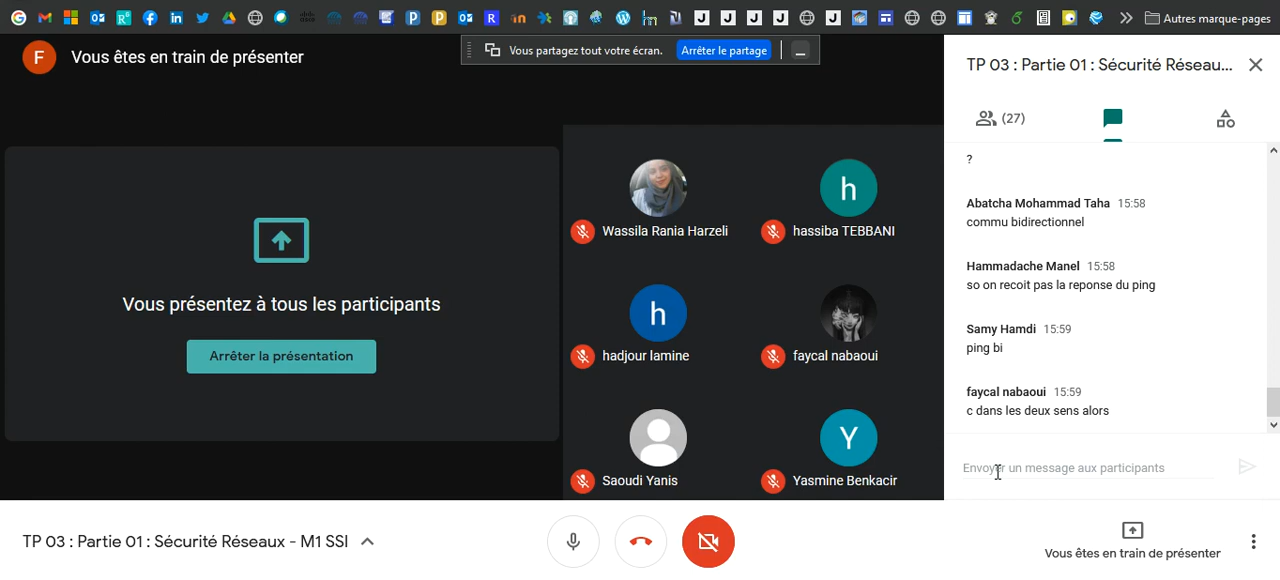 Autres marque-pages
F
Vous êtes en train de présenter
Vous partagez tout votre écran.
Arrêter le partage
TP 03 : Partie 01 : Sécurité Réseau...
(27)
Vous présentez à tous les participants
Arrêter la présentation
Wassila Rania Harzeli
h
hassiba TEBBANI
h
hadjour lamine
faycal nabaoui
Saoudi Yanis
Y
Yasmine Benkacir
?
Abatcha Mohammad Taha 15:58
commu bidirectionnel
Hammadache Manel 15:58
so on recoit pas la reponse du ping
Samy Hamdi 15:59
ping bi
faycal nabaoui 15:59
c dans les deux sens alors
Envoyer un message aux participants
TP 03 : Partie 01 : Sécurité Réseaux - M1 SSI
Vous êtes en train de présenter